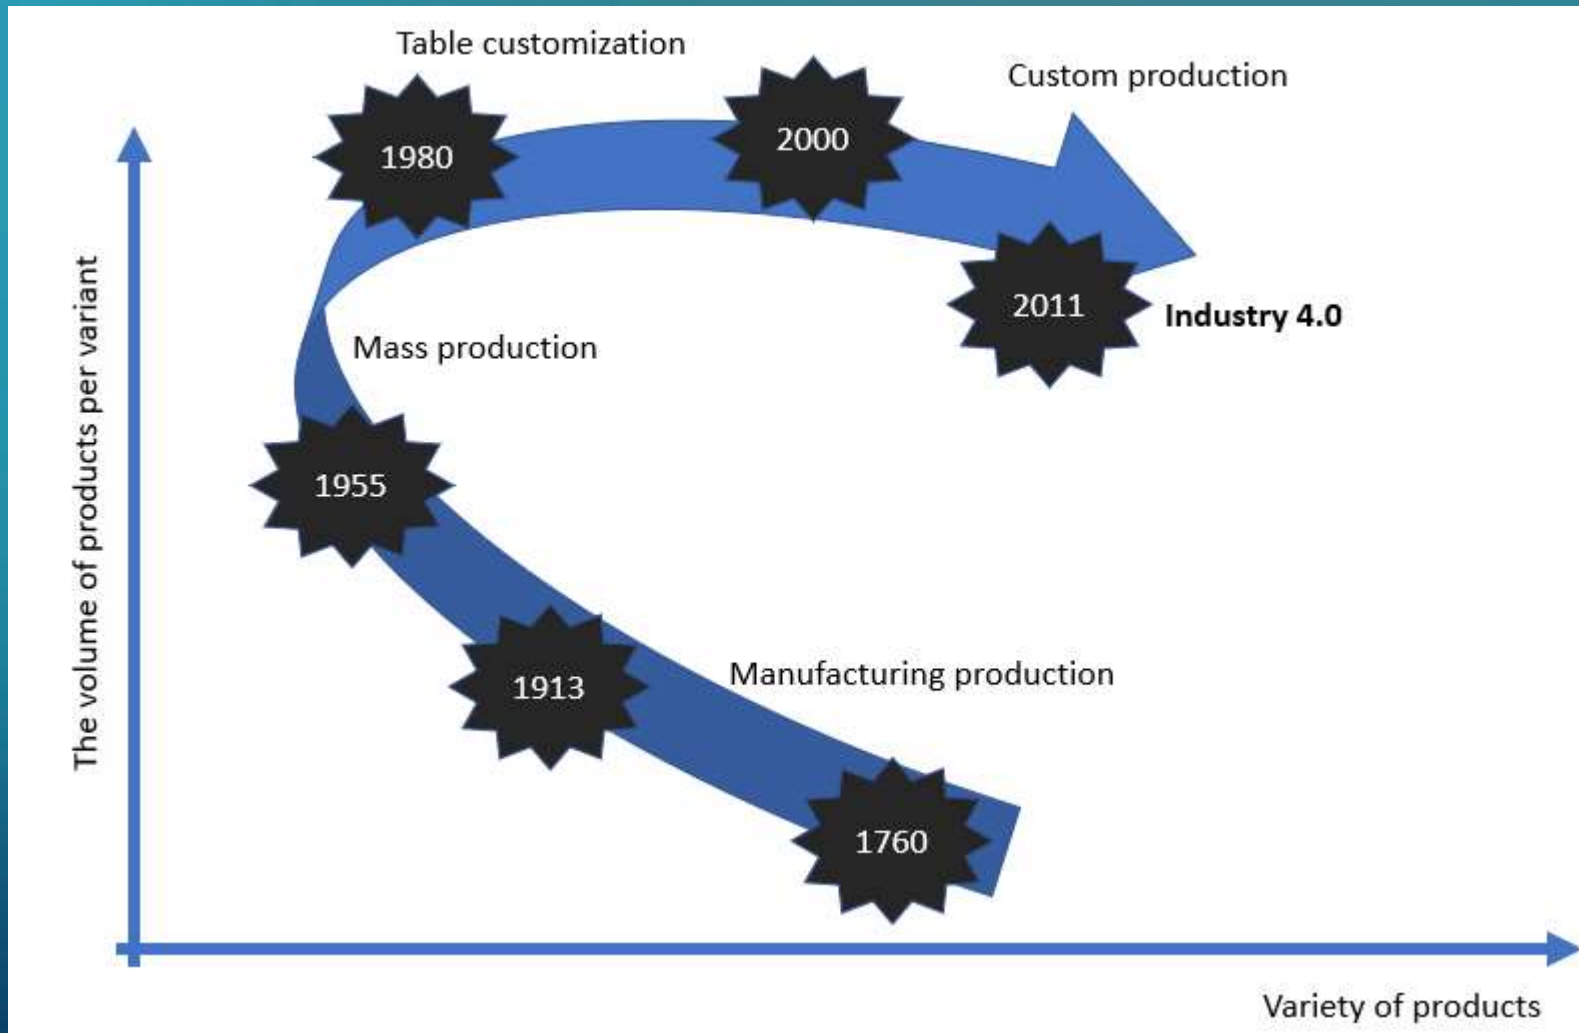 Table customization
Custom production
1980
2000
2011
Industry 4.0
Mass production
1955
1913
Manufacturing production
1760
The volume of products per variant
Variety of products